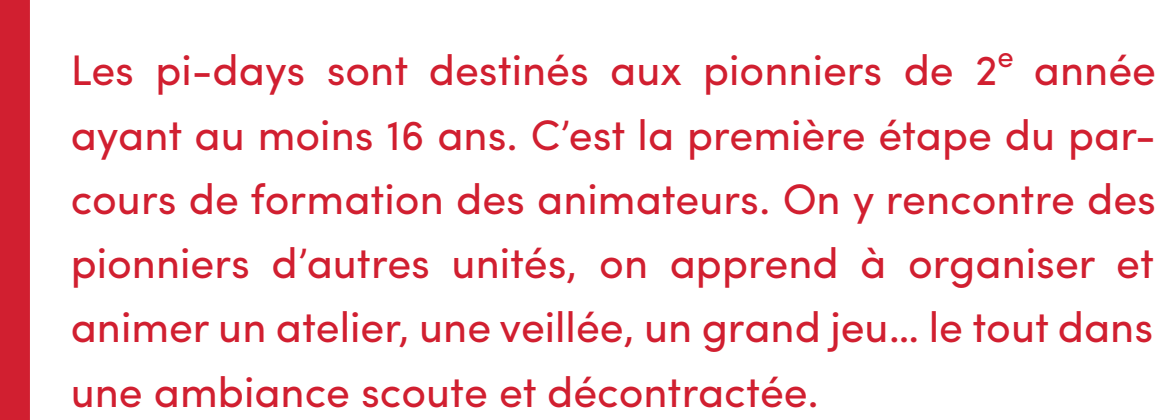 Les pi-days sont destinés aux pionniers de 2ᵉ année
ayant au moins 16 ans. C’est la première étape du par-
cours de formation des animateurs. On y rencontre des
pionniers d’autres unités, on apprend à organiser et
animer un atelier, une veillée, un grand jeu... le tout dans
une ambiance scoute et décontractée.